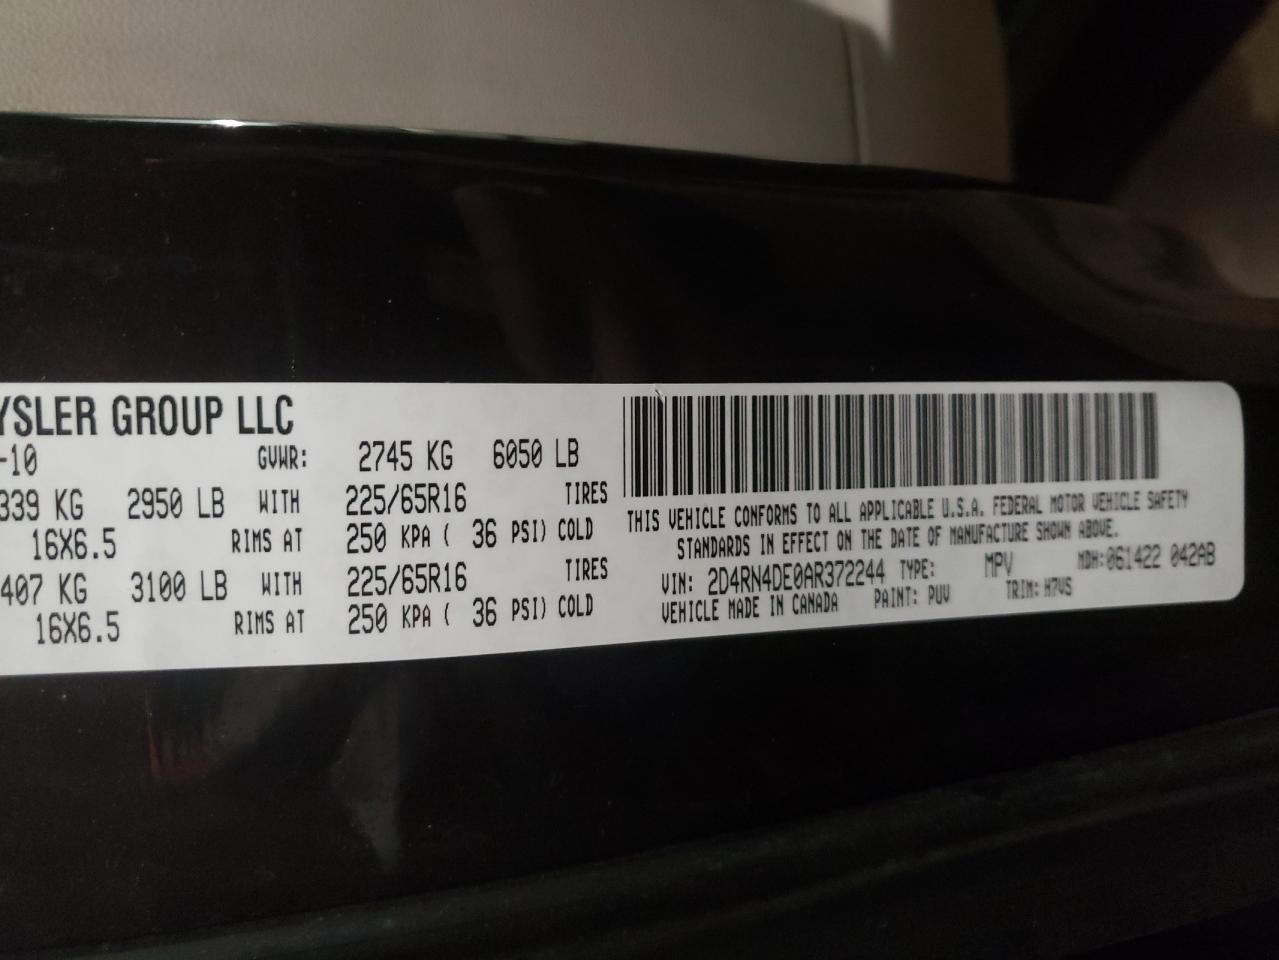 YSLER GROUP LLC
-10 GVWR: 2745 KG 6050 LB
339 KG 2950 LB WITH 225/65R16 TIRES
16X6.5 RIMS AT 250 KPA ( 36 PSI) COLD
407 KG 3100 LB WITH 225/65R16 TIRES
16X6.5 RIMS AT 250 KPA ( 36 PSI) COLD
THIS VEHICLE CONFORMS TO ALL APPLICABLE U.S.A. FEDERAL MOTOR VEHICLE SAFETY
STANDARDS IN EFFECT ON THE DATE OF MANUFACTURE SHOWN ABOVE.
VIN: 2D4RN4DE0AR372244 TYPE: MPV MDH:061422 042AB
VEHICLE MADE IN CANADA PAINT: PUV TRIM: H7V5